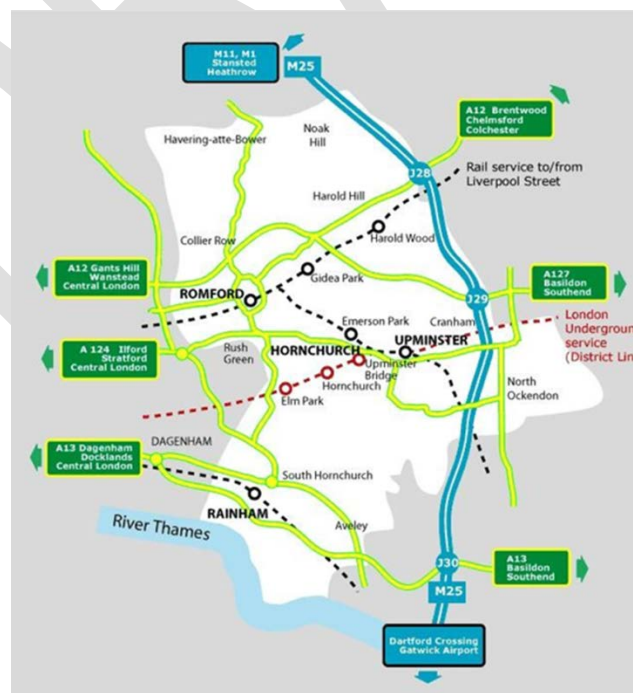 M11, M1
Stansted
Heathrow
M25
A12 Brentwood
Chelmsford
Colchester
Noak
Hill
Havering-atte-Bower
J28
Rail service to/from
Liverpool Street
Harold Hill
Collier Row
Harold Wood
A12 Gants Hill
Wanstead
Central London
Gidea Park
A127
Basildon
Southend
ROMFORD
J29
Emerson Park
Cranham
London
Undergroun
service
(District Lin
A 124 Ilford
Stratford
Central London
Rush
Green
HORNCHURCH
UPMINSTER
Upminster
Bridge
Hornchurch
North
Ockendon
Elm Park
DAGENHAM
A13 Dagenham
Docklands
Central London
South Hornchurch
RAINHAM
River Thames
Aveley
J30
A13
Basildon
Southend
M25
Dartford Crossing
Gatwick Airport